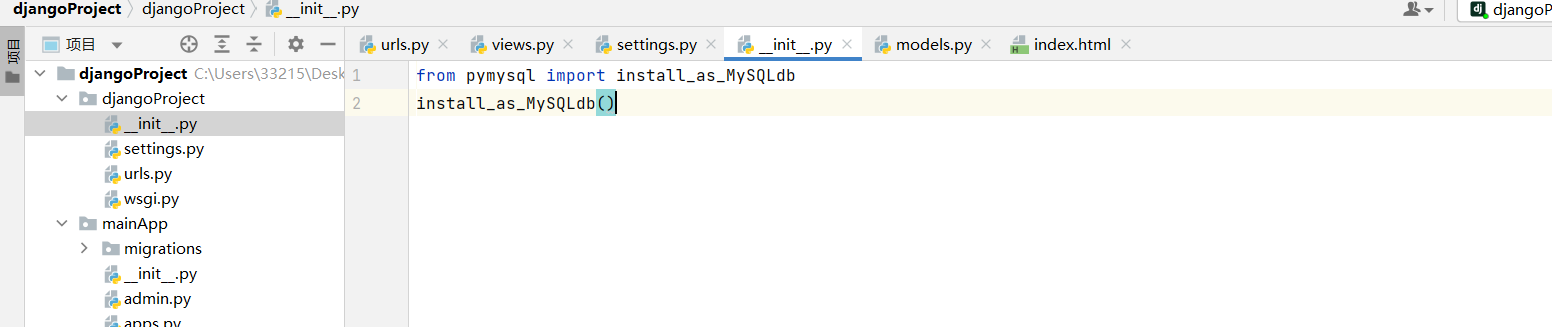 djangoProject djangoProject __init__.py djangoP
项目 项目 urls.py views.py settings.py __init__.py models.py index.html
djangoProject C:\Users\33215\Desk 1 from pymysql import install_as_MySQLdb
djangoProject 2 install_as_MySQLdb()
__init__.py
settings.py
urls.py
wsgi.py
mainApp
migrations
__init__.py
admin.py
apps.py